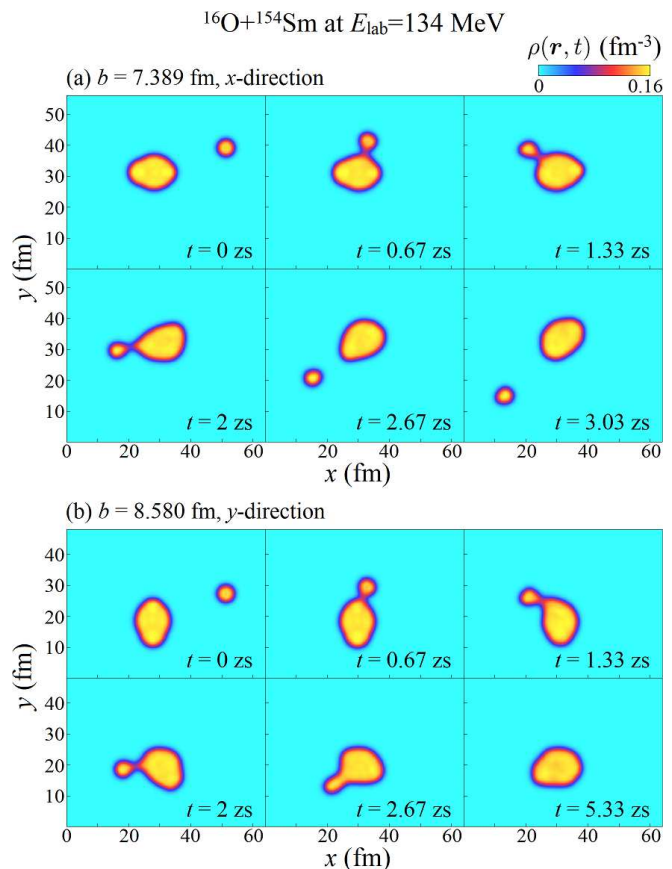 ¹⁶O+¹⁵⁴Sm at E_lab=134 MeV
ρ(r, t) (fm⁻³)
0 0.16
(a) b = 7.389 fm, x-direction
50
40
30
20
10
t = 0 zs
t = 0.67 zs
t = 1.33 zs
50
40
30
20
10
t = 2 zs
t = 2.67 zs
t = 3.03 zs
y (fm)
0 20 40 60 20 40 60 20 40 60
x (fm)
(b) b = 8.580 fm, y-direction
40
30
20
10
t = 0 zs
t = 0.67 zs
t = 1.33 zs
40
30
20
10
t = 2 zs
t = 2.67 zs
t = 5.33 zs
y (fm)
0 20 40 60 20 40 60 20 40 60
x (fm)